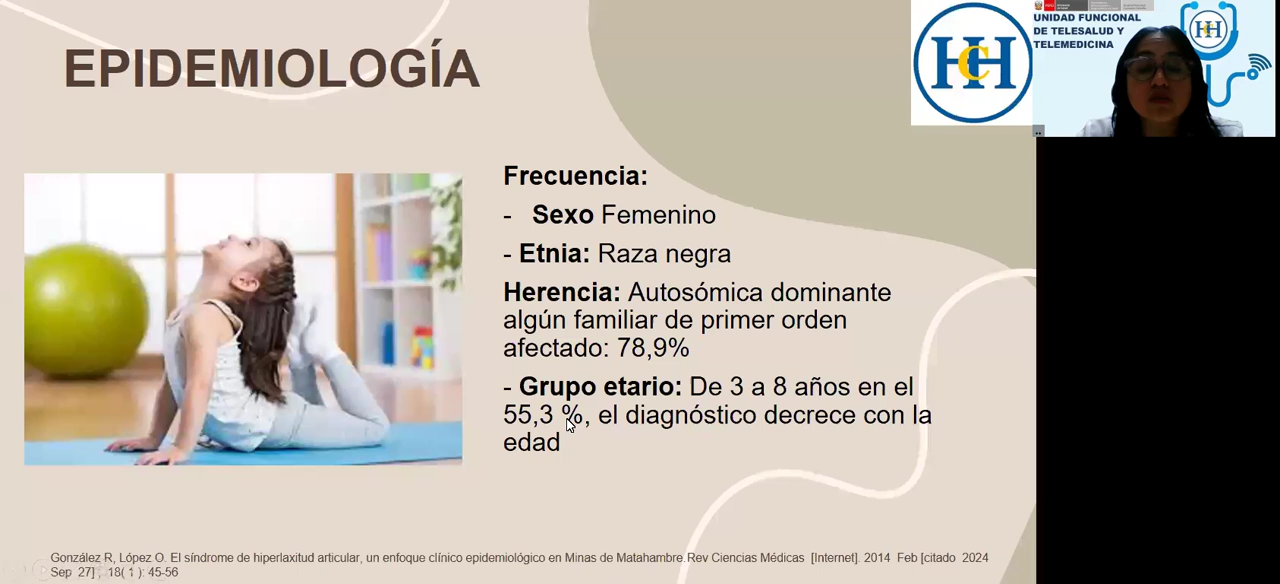 EPIDEMIOLOGÍA
HCH
UNIDAD FUNCIONAL
DE TELESALUD Y
TELEMEDICINA
HCH
Frecuencia:
- Sexo Femenino
- Etnia: Raza negra
Herencia: Autosómica dominante
algún familiar de primer orden
afectado: 78,9%
- Grupo etario: De 3 a 8 años en el
55,3 %, el diagnóstico decrece con la
edad
González R, López O. El síndrome de hiperlaxitud articular, un enfoque clínico epidemiológico en Minas de Matahambre.Rev Ciencias Médicas [Internet]. 2014 Feb [citado 2024
Sep 27] ; 18( 1 ): 45-56